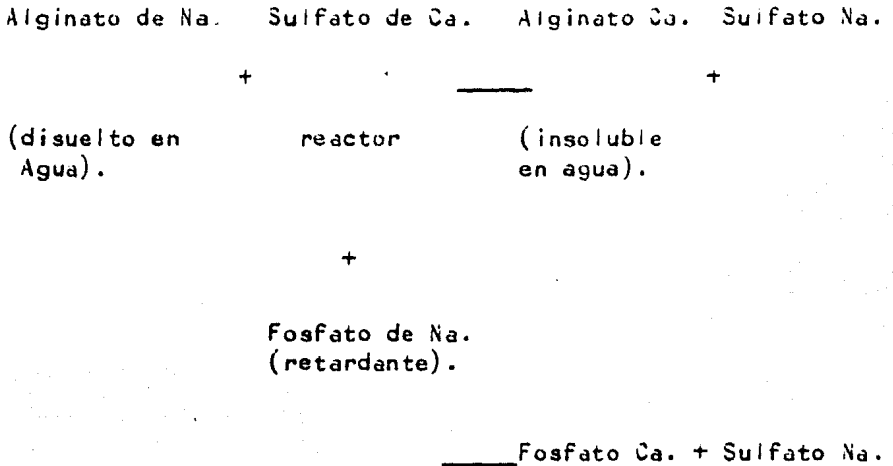 Alginato de Na. Sulfato de Ca. Alginato Ca. Sulfato Na.
+ +
(disuelto en reactor (insoluble
Agua). en agua).
+
Fosfato de Na.
(retardante).
Fosfato Ca. + Sulfato Na.